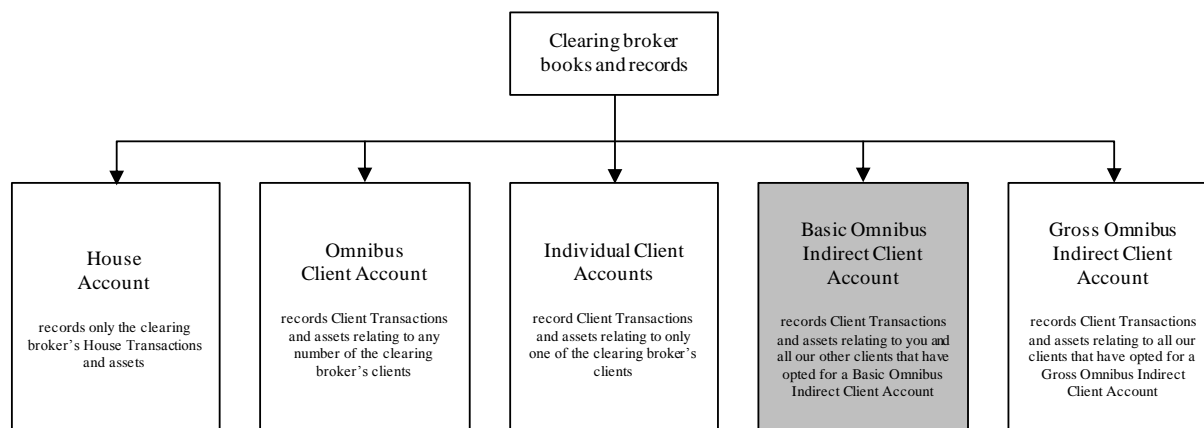 Clearing broker
books and records
House
Account
records only the clearing
broker's House Transactions
and assets
Omnibus
Client Account
records Client Transactions
and assets relating to any
number of the clearing
broker's clients
Individual Client
Accounts
record Client Transactions
and assets relating to only
one of the clearing broker's
clients
Basic Omnibus
Indirect Client
Account
records Client Transactions
and assets relating to you and
all our other clients that have
opted for a Basic Omnibus
Indirect Client Account
Gross Omnibus
Indirect Client
Account
records Client Transactions
and assets relating to all our
clients that have opted for a
Gross Omnibus Indirect
Client Account